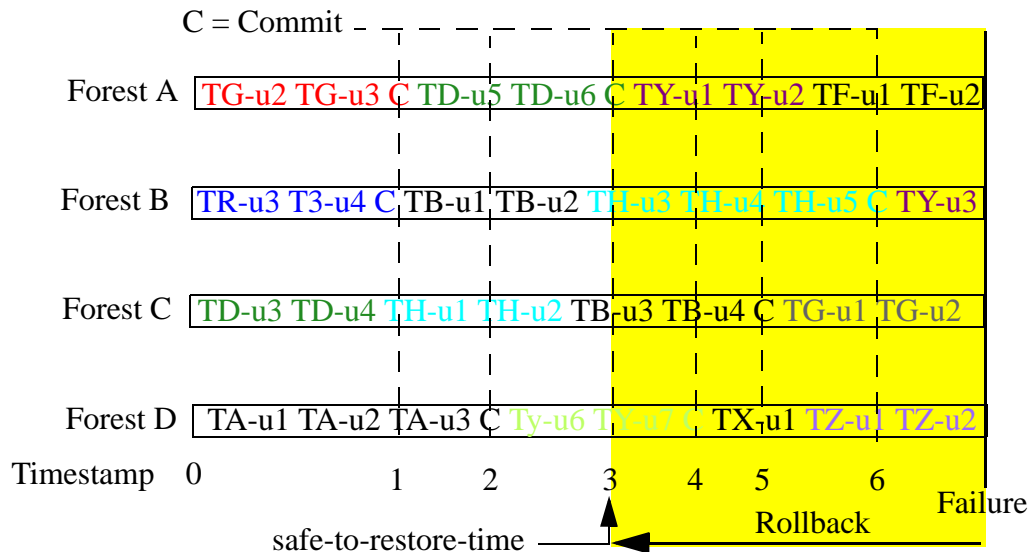 C = Commit
Forest A TG-u2 TG-u3 C TD-u5 TD-u6 C TY-u1 TY-u2 TF-u1 TF-u2
Forest B TR-u3 T3-u4 C TB-u1 TB-u2 TH-u3 TH-u4 TH-u5 C TY-u3
Forest C TD-u3 TD-u4 TH-u1 TH-u2 TB-u3 TB-u4 C TG-u1 TG-u2
Forest D TA-u1 TA-u2 TA-u3 C Ty-u6 TY-u7 C TX-u1 TZ-u1 TZ-u2
Timestamp 0 1 2 3 4 5 6
Failure
Rollback
safe-to-restore-time